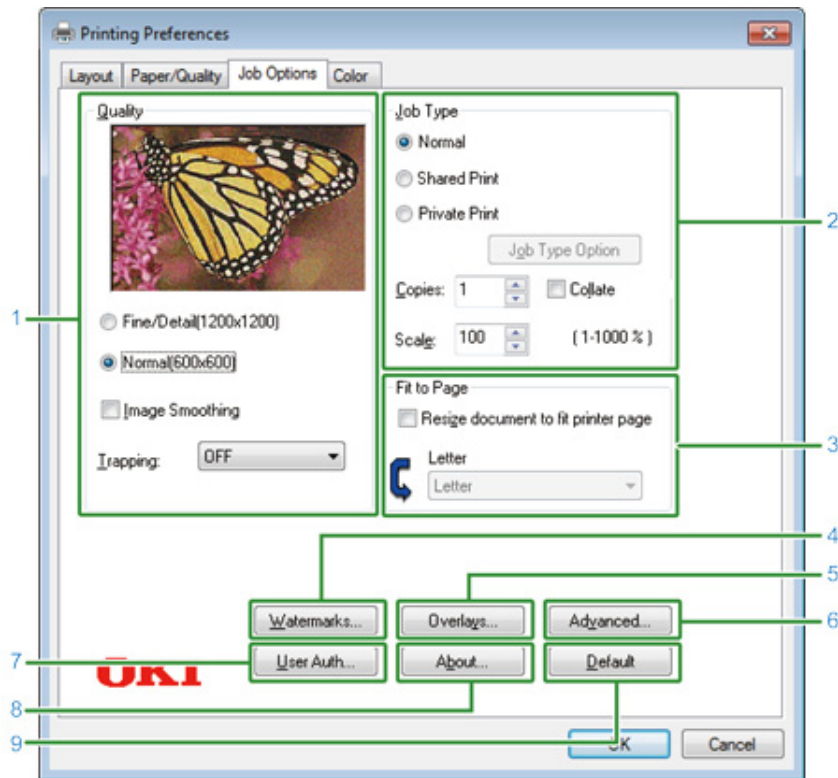 Printing Preferences
Layout Paper/Quality Job Options Color
Quality
1
Fine/Detail(1200x1200)
Normal(600x600)
Image Smoothing
Trapping: OFF
Job Type
Normal
Shared Print
Private Print
Job Type Option
Copies: 1 Collate
Scale: 100 (1-1000 %)
2
Fit to Page
Resize document to fit printer page
Letter
Letter
3
4
5
Watermarks... Overlays... Advanced...
6
7
OKI
User Auth... About... Default
8
9
OK Cancel